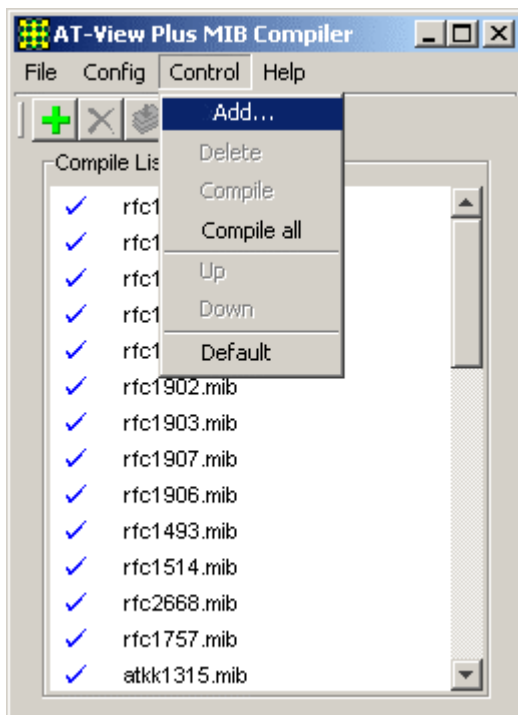 AT-View Plus MIB Compiler
File Config Control Help
Add...
Delete
Compile
Compile all
Up
Down
Default
Compile Lis
rfc1
rfc1
rfc1
rfc1
rfc1
rfc1902.mib
rfc1903.mib
rfc1907.mib
rfc1906.mib
rfc1493.mib
rfc1514.mib
rfc2668.mib
rfc1757.mib
atkk1315.mib